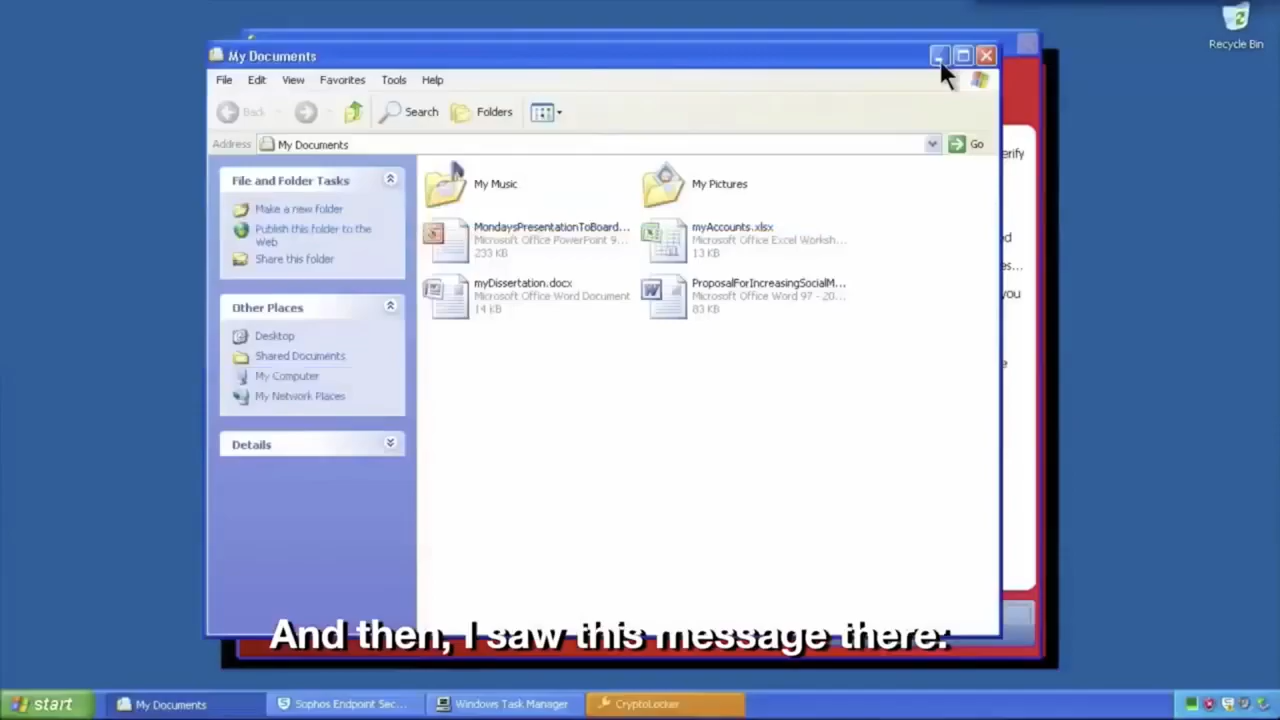 Recycle Bin
My Documents
File Edit View Favorites Tools Help
Back Search Folders
Address My Documents Go
File and Folder Tasks
Make a new folder
Publish this folder to the
Web
Share this folder
Other Places
Desktop
Shared Documents
My Computer
My Network Places
Details
My Music
My Pictures
MondaysPresentationToBoard...
Microsoft Office PowerPoint 9...
233 KB
myAccounts.xlsx
Microsoft Office Excel Worksh...
13 KB
myDissertation.docx
Microsoft Office Word Document
14 KB
ProposalForIncreasingSocialM...
Microsoft Office Word 97 - 20...
83 KB
And then, I saw this message there:
start My Documents Sophos Endpoint Sec... Windows Task Manager CryptoLocker